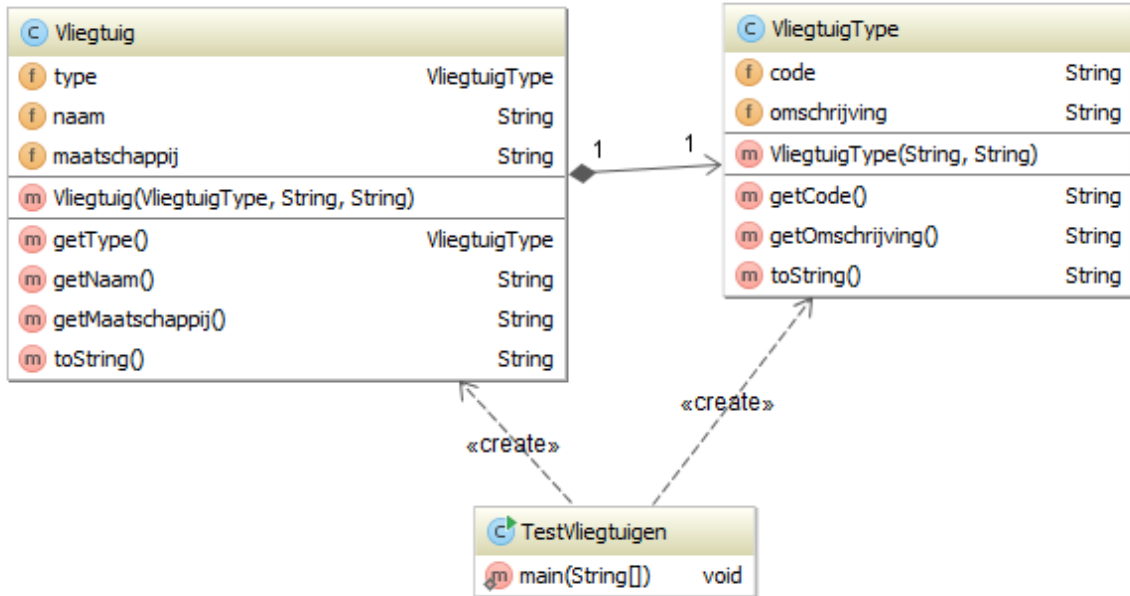 Vliegtuig
type VliegtuigType
naam String
maatschappij String
Vliegtuig(VliegtuigType, String, String)
getType() VliegtuigType
getNaam() String
getMaatschappij() String
toString() String
1 1
VliegtuigType
code String
omschrijving String
VliegtuigType(String, String)
getCode() String
getOmschrijving() String
toString() String
«create»
«create»
TestVliegtuigen
main(String[]) void